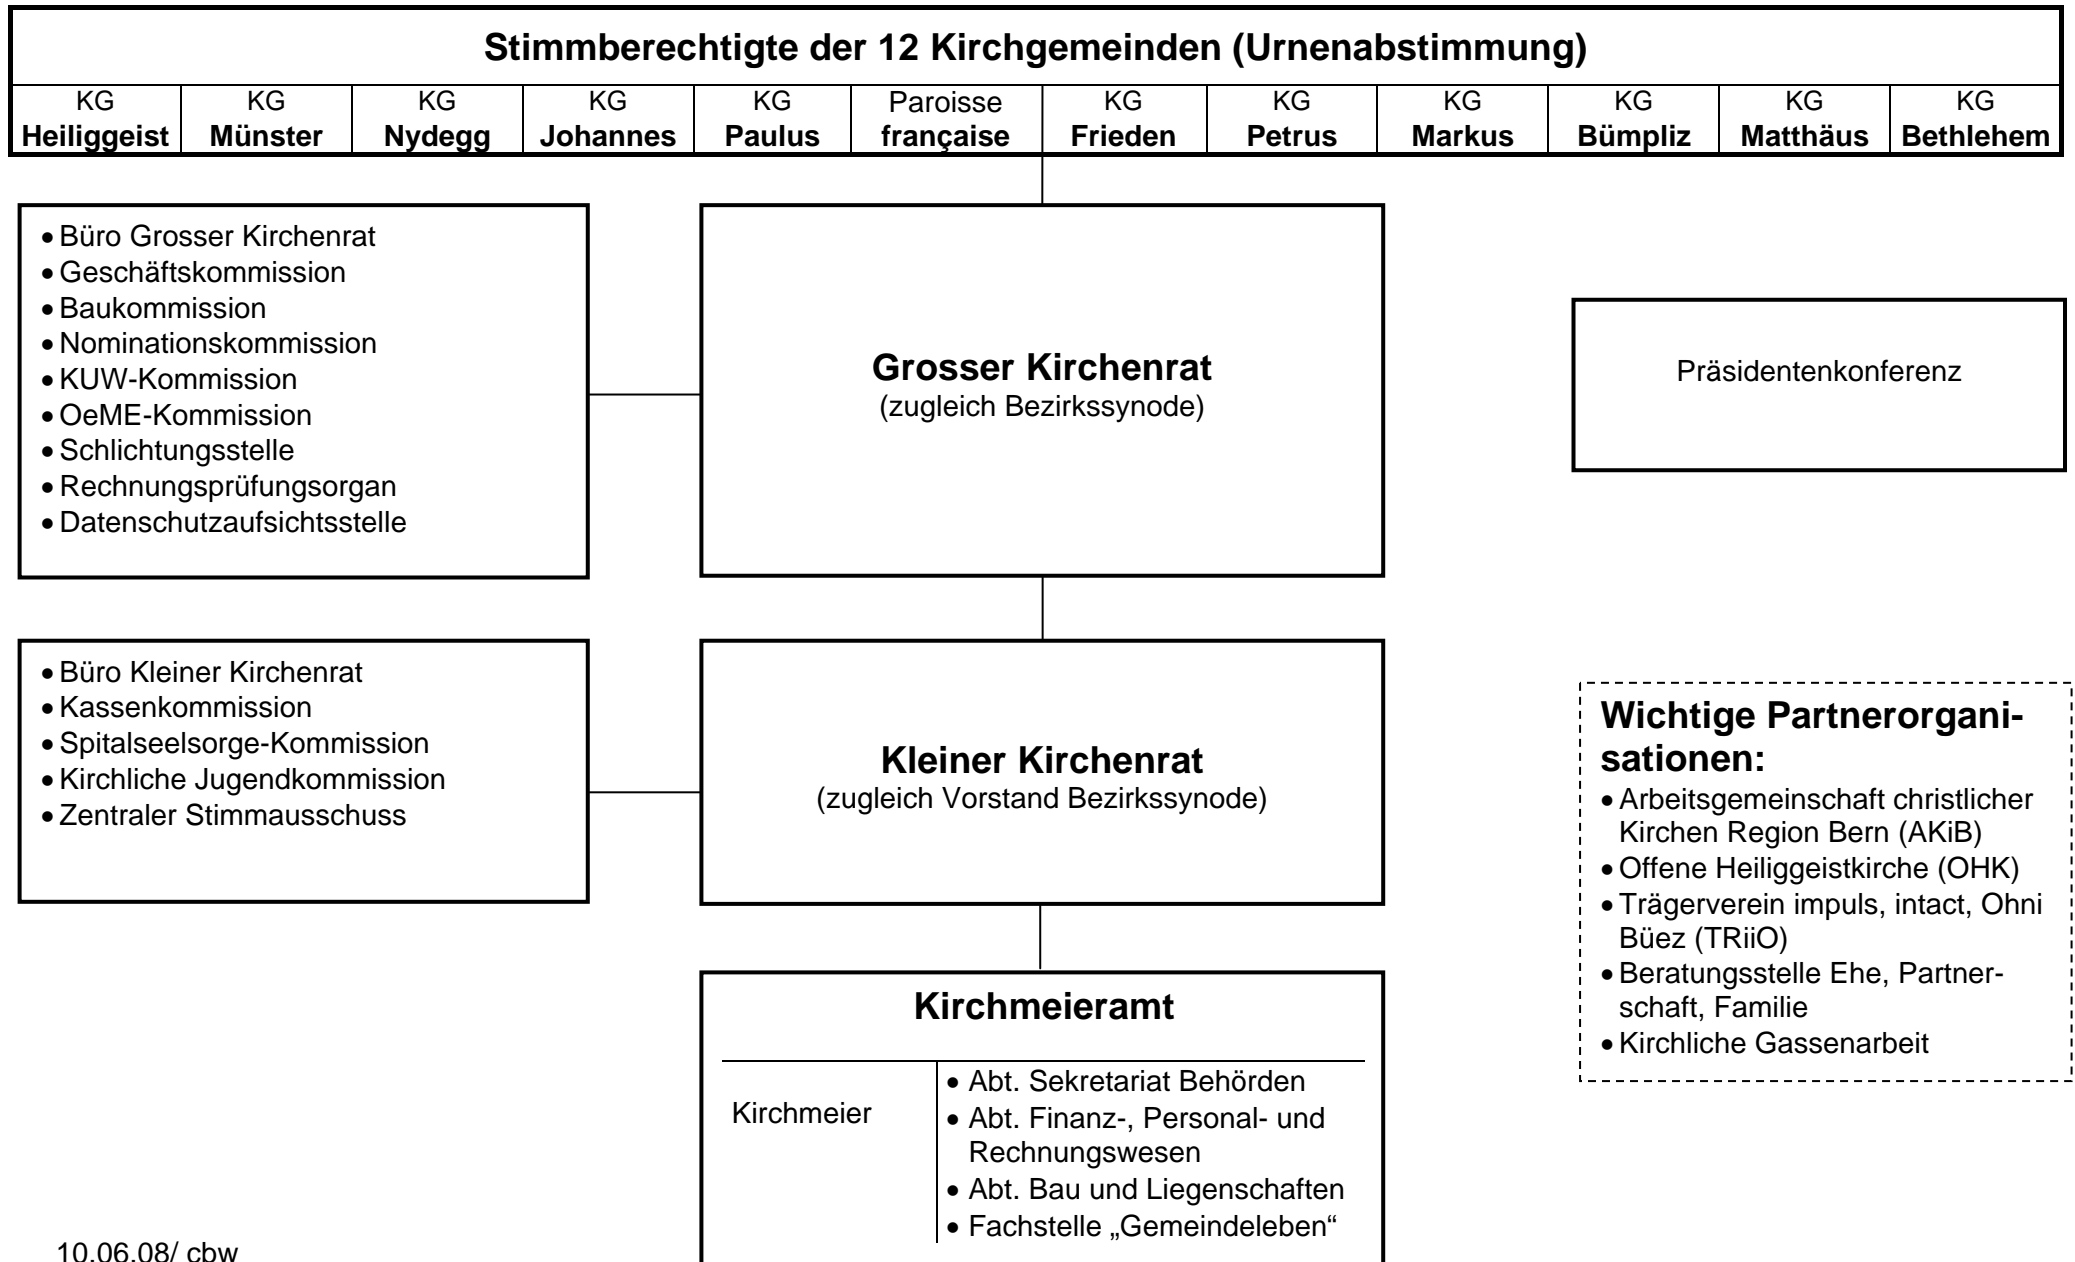 Stimmberechtigte der 12 Kirchgemeinden (Urnenabstimmung)
KG Heiliggeist
KG Münster
KG Nydegg
KG Johannes
KG Paulus
Paroisse française
KG Frieden
KG Petrus
KG Markus
KG Bümpliz
KG Matthäus
KG Bethlehem
• Büro Grosser Kirchenrat
• Geschäftskommission
• Baukommission
• Nominationskommission
• KUW-Kommission
• OeME-Kommission
• Schlichtungsstelle
• Rechnungsprüfungsorgan
• Datenschutzaufsichtsstelle
Grosser Kirchenrat
(zugleich Bezirkssynode)
Präsidentenkonferenz
• Büro Kleiner Kirchenrat
• Kassenkommission
• Spitalseelsorge-Kommission
• Kirchliche Jugendkommission
• Zentraler Stimmausschuss
Kleiner Kirchenrat
(zugleich Vorstand Bezirkssynode)
Wichtige Partnerorgani-
sationen:
• Arbeitsgemeinschaft christlicher
Kirchen Region Bern (AKiB)
• Offene Heiliggeistkirche (OHK)
• Trägerverein impuls, intact, Ohni
Büez (TRiiO)
• Beratungsstelle Ehe, Partner-
schaft, Familie
• Kirchliche Gassenarbeit
Kirchmeieramt
Kirchmeier
• Abt. Sekretariat Behörden
• Abt. Finanz-, Personal- und
Rechnungswesen
• Abt. Bau und Liegenschaften
• Fachstelle „Gemeindeleben“
10.06.08/ cbw